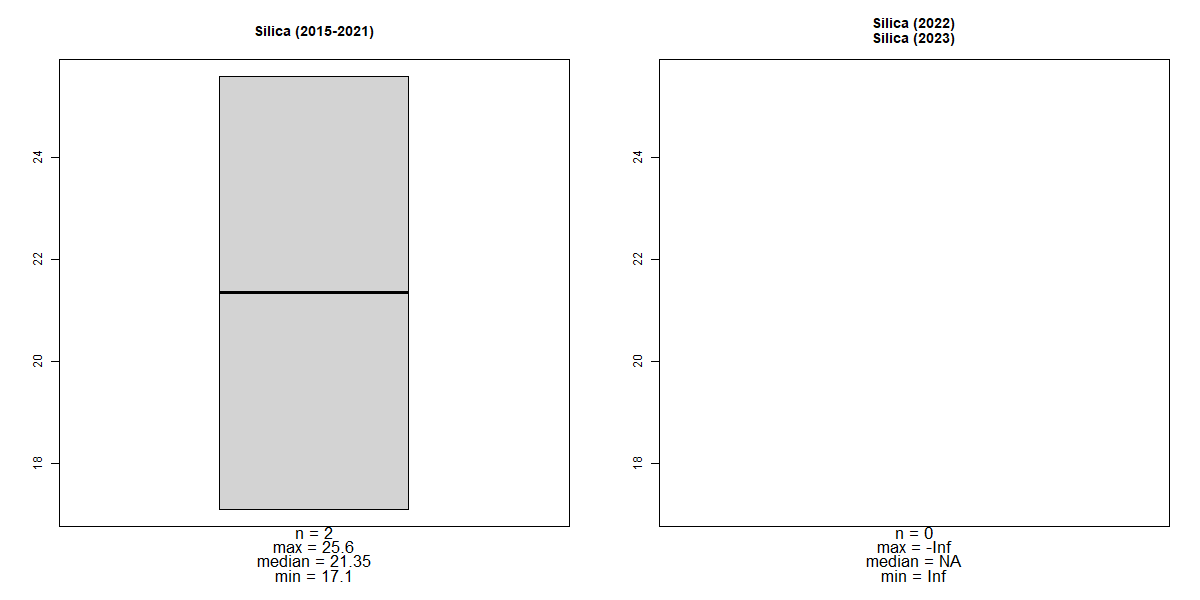 Silica (2015-2021)
24
22
20
18
n = 2
max = 25.6
median = 21.35
min = 17.1
Silica (2022)
Silica (2023)
24
22
20
18
n = 0
max = -Inf
median = NA
min = Inf